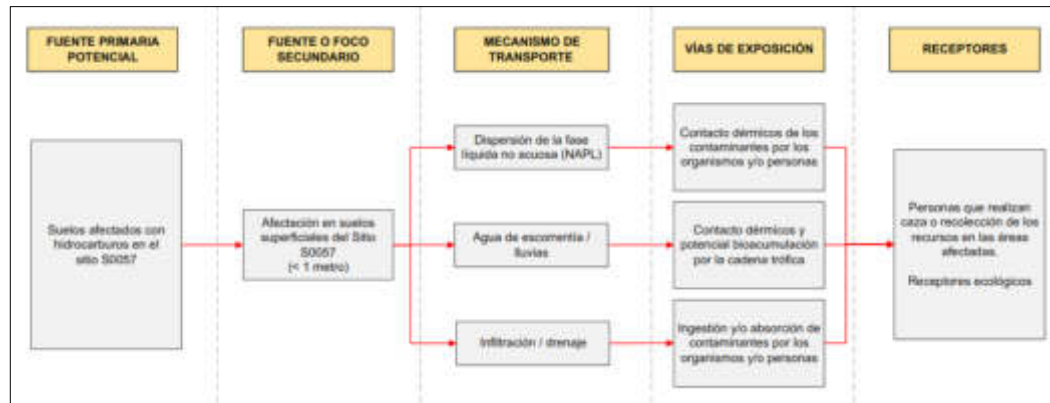 FUENTE PRIMARIA
POTENCIAL
FUENTE O FOCO
SECUNDARIO
MECANISMO DE
TRANSPORTE
VÍAS DE EXPOSICIÓN
RECEPTORES
Suelos afectados con
hidrocarburos en el
sitio S0057
Afectación en suelos
superficiales del Sitio
S0057
(< 1 metro)
Dispersión de la fase
líquida no acuosa (NAPL)
Agua de escorrentía /
lluvias
Infiltración / drenaje
Contacto dérmicos de los
contaminantes por los
organismos y/o personas
Contacto dérmicos y
potencial bioacumulación
por la cadena trófica
Ingestión y/o absorción de
contaminantes por los
organismos y/o personas
Personas que realizan
caza o recolección de los
recursos en las áreas
afectadas.
Receptores ecológicos